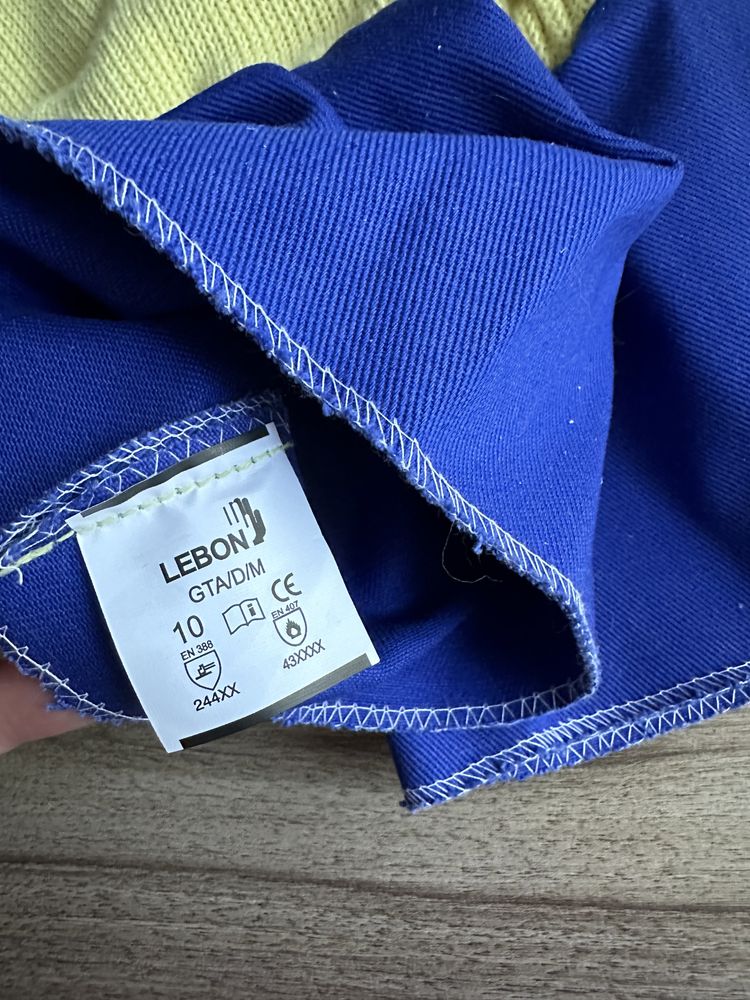 LEBON
GTA/D/M
10 i CE
EN 388 EN 407
244XX 43XXXX